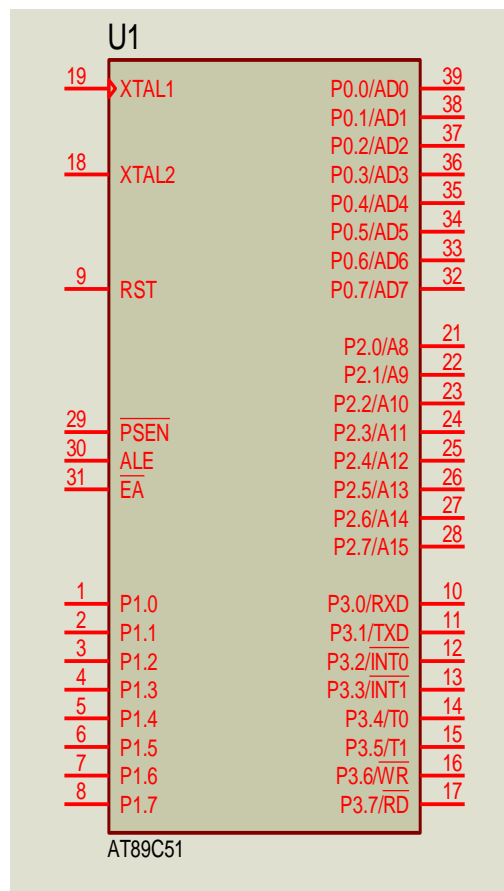 U1
19 XTAL1 P0.0/AD0 39
P0.1/AD1 38
P0.2/AD2 37
18 XTAL2 P0.3/AD3 36
P0.4/AD4 35
P0.5/AD5 34
P0.6/AD6 33
9 RST P0.7/AD7 32
P2.0/A8 21
P2.1/A9 22
P2.2/A10 23
29 PSEN P2.3/A11 24
30 ALE P2.4/A12 25
31 EA P2.5/A13 26
P2.6/A14 27
P2.7/A15 28
1 P1.0 P3.0/RXD 10
2 P1.1 P3.1/TXD 11
3 P1.2 P3.2/INT0 12
4 P1.3 P3.3/INT1 13
5 P1.4 P3.4/T0 14
6 P1.5 P3.5/T1 15
7 P1.6 P3.6/WR 16
8 P1.7 P3.7/RD 17
AT89C51